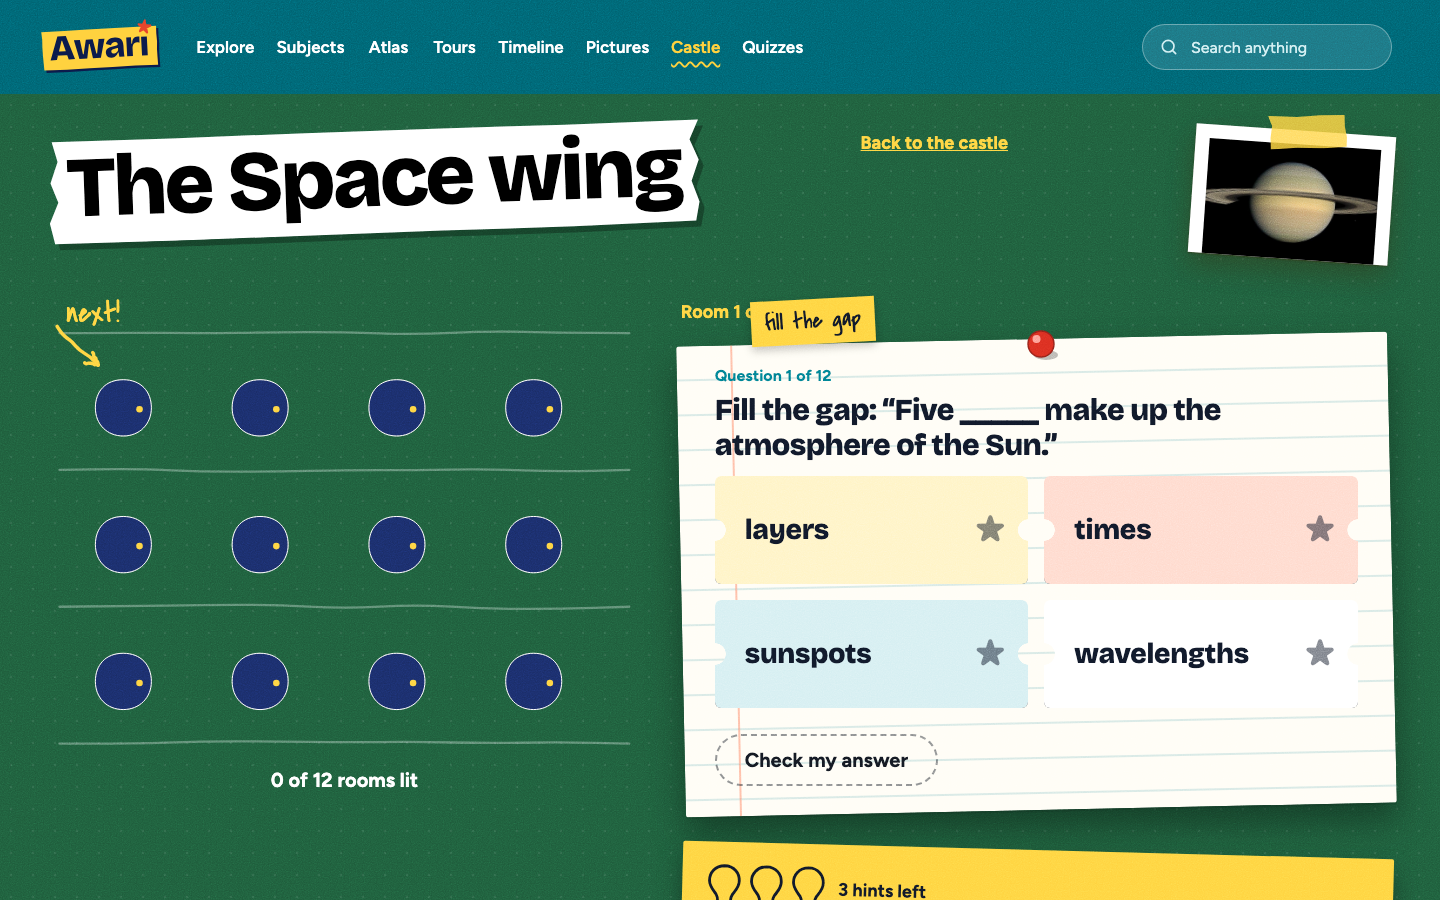 Awari
Explore Subjects Atlas Tours Timeline Pictures Castle Quizzes
Search anything
The Space wing
Back to the castle
next!
Room 1
fill the gap
Question 1 of 12
Fill the gap: “Five _____ make up the
atmosphere of the Sun.”
layers
times
sunspots
wavelengths
Check my answer
0 of 12 rooms lit
3 hints left